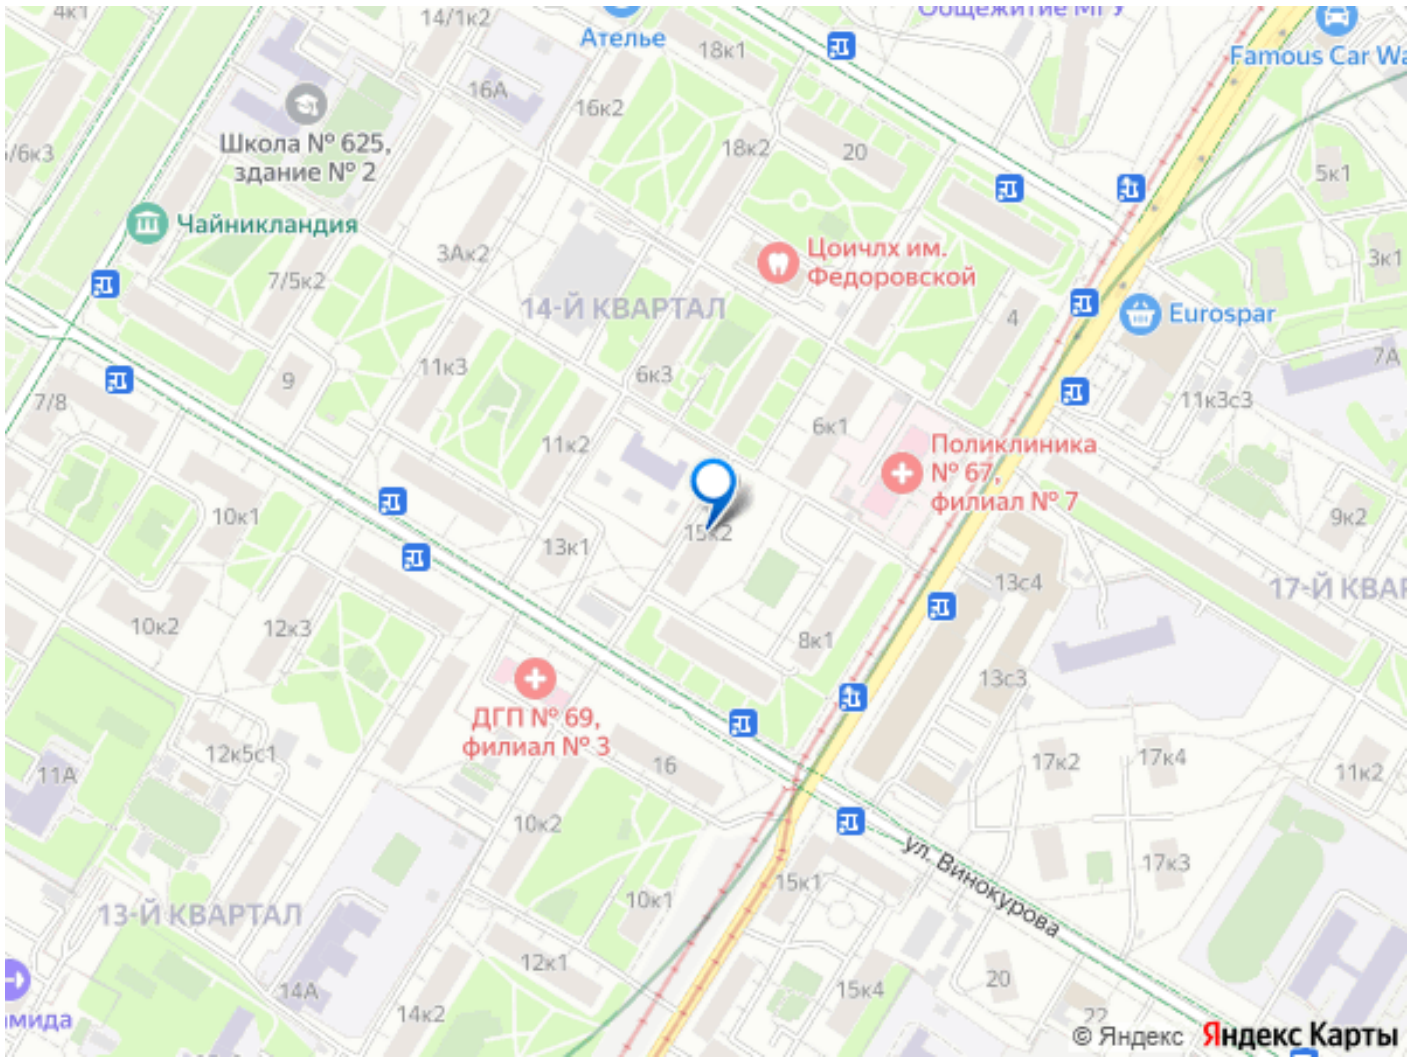 4к1
14/1к2
Ателье
18к1
Общежитие МГУ
Famous Car Wa
16А
16к2
Школа № 625,
здание № 2
/6к3
18к2
20
5к1
Чайникландия
3Ак2
7/5к2
Цоичлх им.
Федоровской
3к1
14-Й КВАРТАЛ
4
Eurospar
7А
9
11к3
6к3
7/8
11к3с3
11к2
6к1
Поликлиника
№ 67,
филиал № 7
10к1
9к2
13к1
15к2
13с4
17-Й КВАР
10к2
12к3
8к1
13с3
ДГП № 69,
филиал № 3
12к5с1
11А
16
17к2
17к4
11к2
10к2
ул. Винокурова
17к3
15к1
10к1
13-Й КВАРТАЛ
12к1
20
14А
15к4
14к2
22
мида
© Яндекс Яндекс Карты